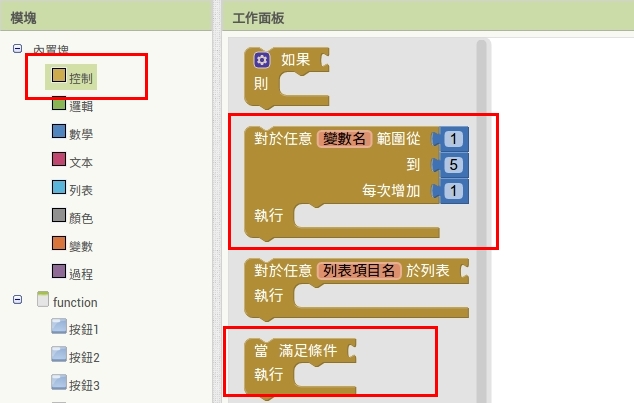 模塊
內置塊
控制
邏輯
數學
文本
列表
顏色
變數
過程
function
按鈕1
按鈕2
按鈕3
工作面板
如果
則
對於任意 變數名 範圍從 1
到 5
每次增加 1
執行
對於任意 列表項目名 於列表
執行
當 滿足條件
執行